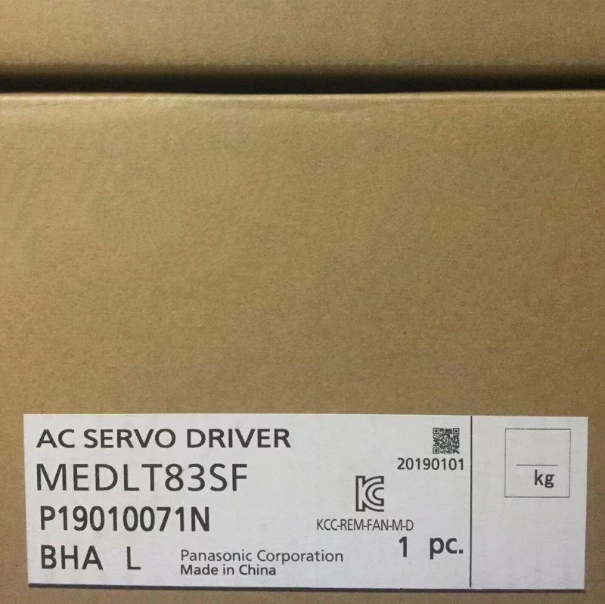 AC SERVO DRIVER
MEDLT83SF
20190101
kg
P19010071N
KCC-REM-FAN-M-D
BHA L
Panasonic Corporation
Made in China
1 pc.